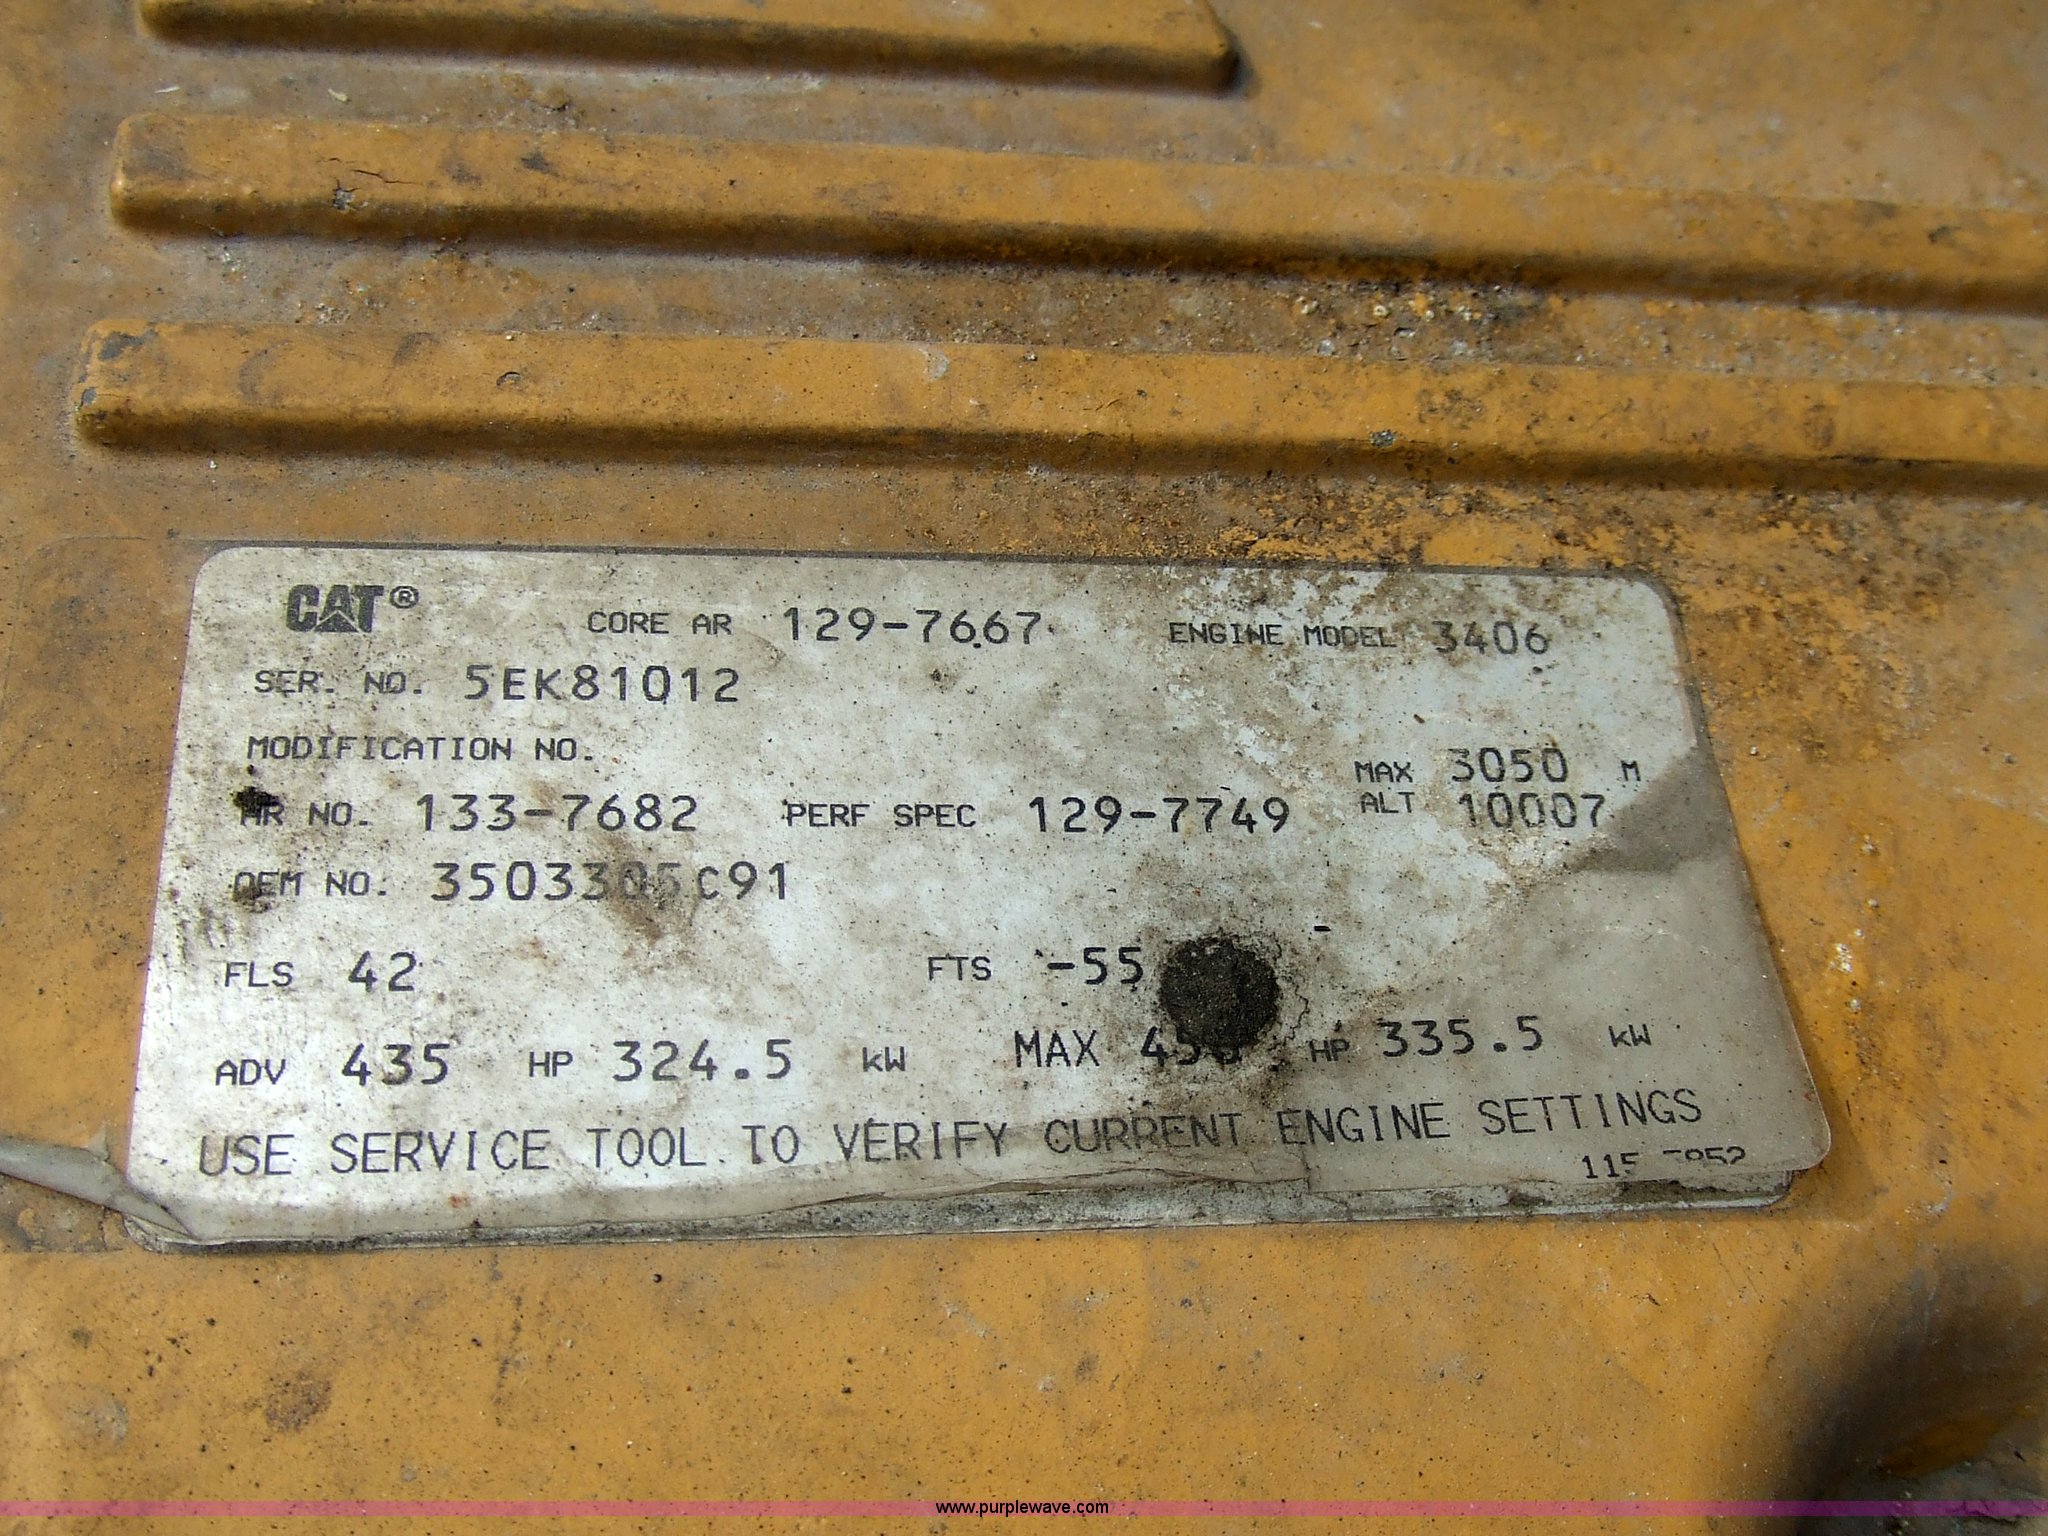 CAT® CORE AR 129-7667 ENGINE MODEL 3406
SER. NO. 5EK81012
MODIFICATION NO.
MAX 3050 M
AR NO. 133-7682 PERF SPEC 129-7749 ALT 10007
OEM NO. 3503305C91
FLS 42 FTS -55
ADV 435 HP 324.5 kW MAX HP 335.5 kW
USE SERVICE TOOL TO VERIFY CURRENT ENGINE SETTINGS
www.purplewave.com